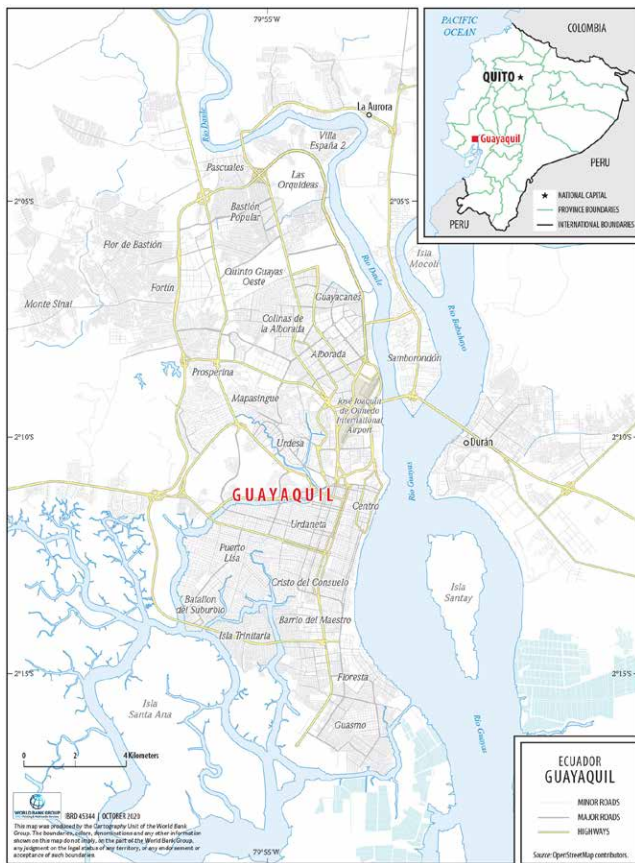 79°55'W
PACIFIC
OCEAN
COLOMBIA
QUITO
Guayaquil
PERU
PERU
NATIONAL CAPITAL
PROVINCE BOUNDARIES
INTERNATIONAL BOUNDARIES
La Aurora
Río Daule
Villa
España 2
Pascuales
Las
Orquídeas
2°05'S
2°05'S
Bastión
Popular
Flor de Bastión
Isla
Mocolí
Río Daule
Quinto Guayas
Oeste
Fortín
Guayacanes
Monte Sinaí
Río Babahoyo
Colinas de
la Alborada
Alborada
Samborondón
Prosperina
Mapasingue
José Joaquín
de Olmedo
International
Airport
2°10'S
2°10'S
Urdesa
Durán
Río Guayas
GUAYAQUIL
Centro
Urdaneta
Puerto
Lisa
Isla
Santay
Cristo del Consuelo
Batallon
del Suburbio
Barrio del Maestro
Isla Trinitaria
2°15'S
2°15'S
Floresta
Isla
Santa Ana
Guasmo
Río Guayas
0 2 4 Kilometers
ECUADOR
GUAYAQUIL
MINOR ROADS
MAJOR ROADS
HIGHWAYS
Source: OpenStreetMap contributors.
WORLD BANK GROUP
IBRD 45344 | OCTOBER 2020
This map was produced by the Cartography Unit of the World Bank
Group. The boundaries, colors, denominations and any other information
shown on this map do not imply, on the part of the World Bank Group,
any judgment on the legal status of any territory, or any endorsement or
acceptance of such boundaries.
79°55'W